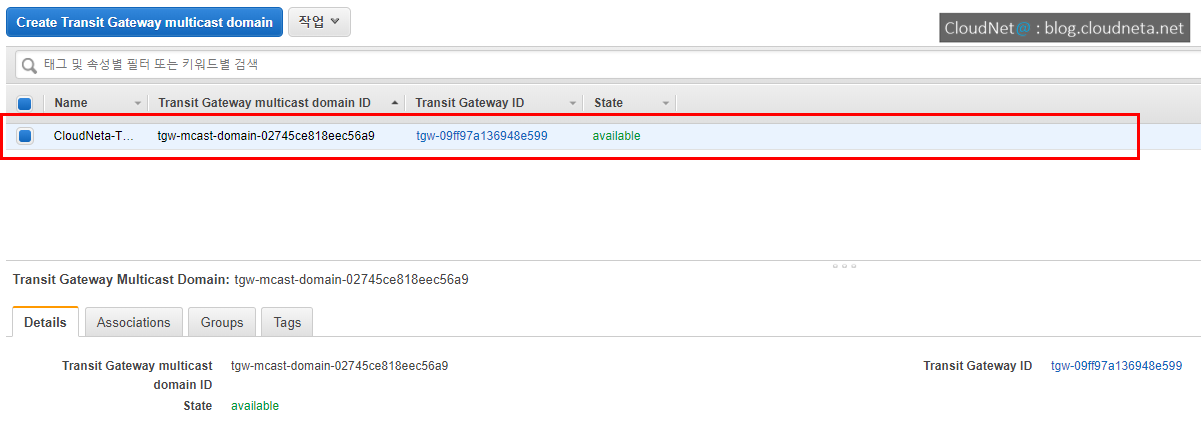 Create Transit Gateway multicast domain 작업
CloudNet@ : blog.cloudneta.net
태그 및 속성별 필터 또는 키워드별 검색
Name Transit Gateway multicast domain ID Transit Gateway ID State
CloudNeta-T... tgw-mcast-domain-02745ce818eec56a9 tgw-09ff97a136948e599 available
Transit Gateway Multicast Domain: tgw-mcast-domain-02745ce818eec56a9
Details Associations Groups Tags
Transit Gateway multicast tgw-mcast-domain-02745ce818eec56a9 Transit Gateway ID tgw-09ff97a136948e599
domain ID
State available